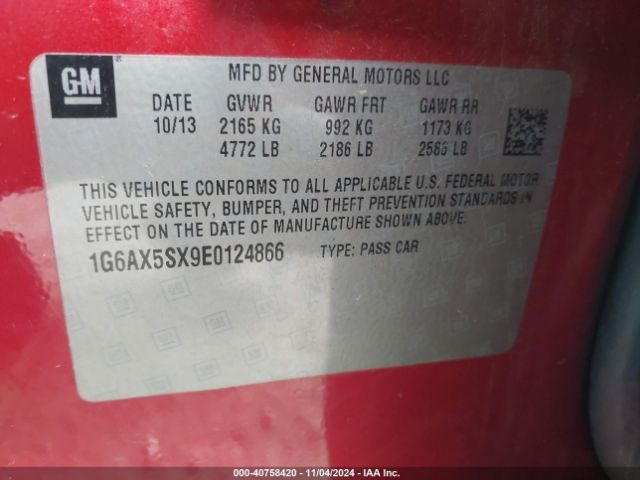 GM
MFD BY GENERAL MOTORS LLC
DATE GVWR GAWR FRT GAWR RR
10/13 2165 KG 992 KG 1173 KG
4772 LB 2186 LB 2586 LB
THIS VEHICLE CONFORMS TO ALL APPLICABLE U.S. FEDERAL MOTOR
VEHICLE SAFETY, BUMPER, AND THEFT PREVENTION STANDARDS IN
EFFECT ON THE DATE OF MANUFACTURE SHOWN ABOVE.
1G6AX5SX9E0124866 TYPE: PASS CAR
000-40758420 - 11/04/2024 - IAA Inc.